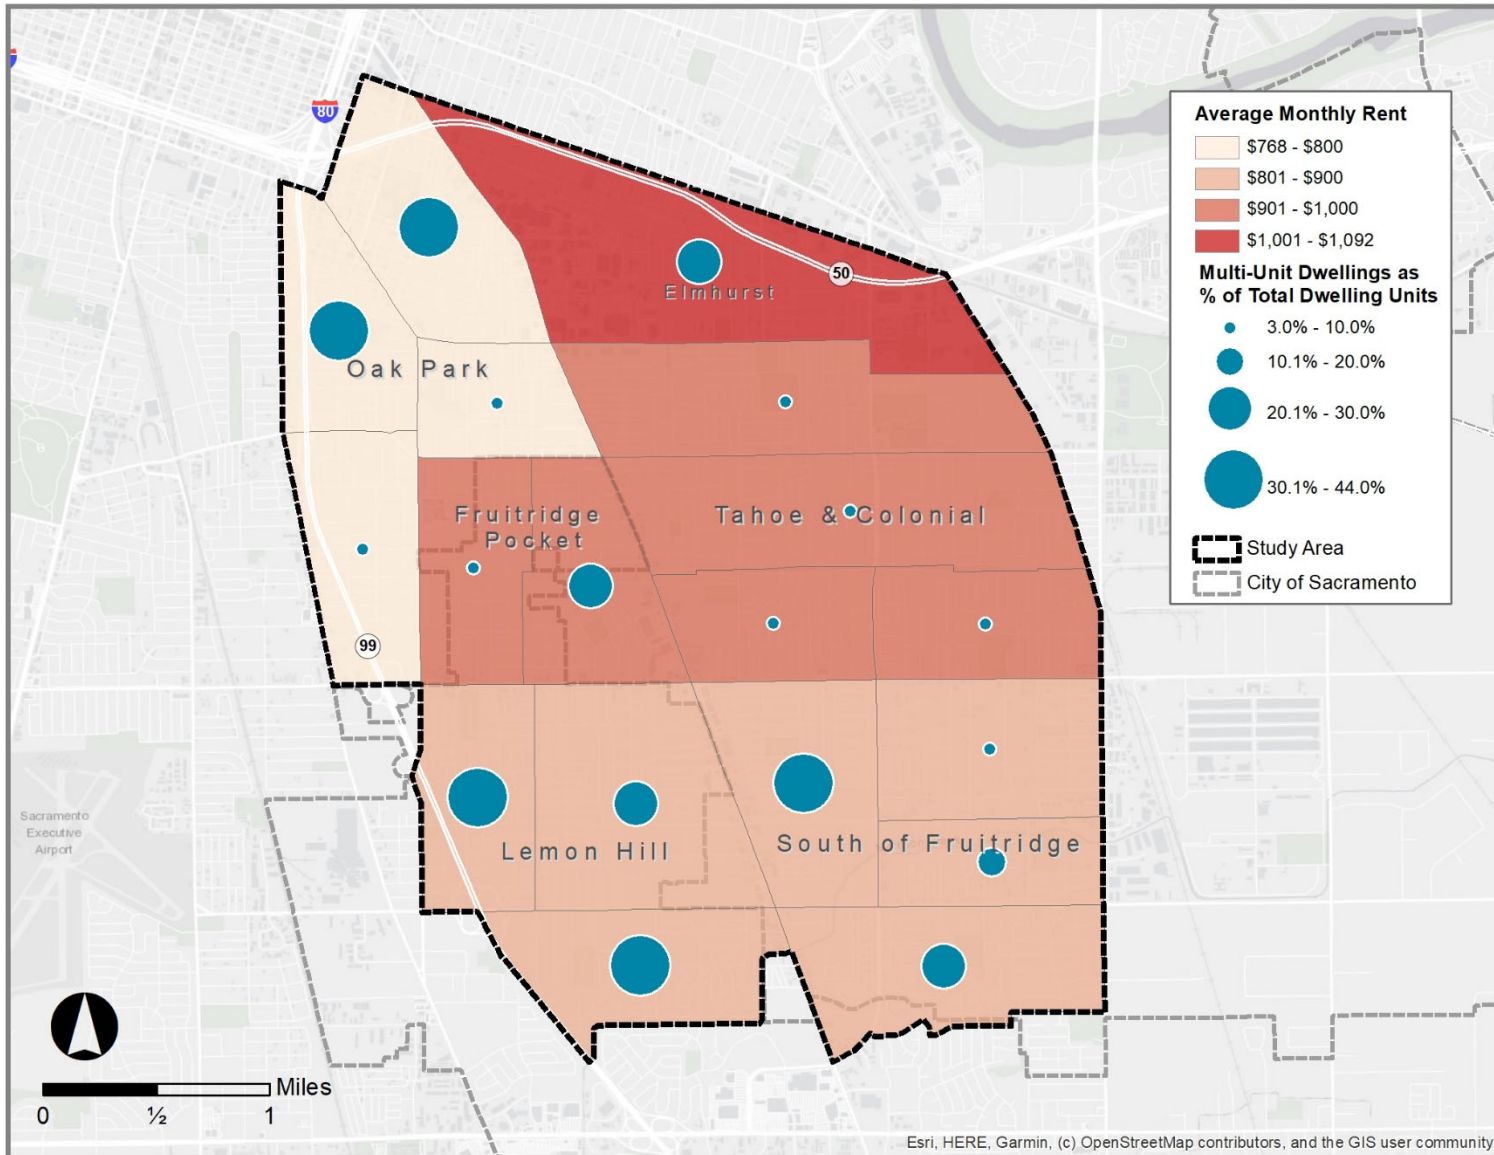 80
50
Elmhurst
Oak Park
Fruitridge
Pocket
Tahoe & Colonial
99
Lemon Hill
South of Fruitridge
Sacramento
Executive
Airport
Average Monthly Rent
$768 - $800
$801 - $900
$901 - $1,000
$1,001 - $1,092
Multi-Unit Dwellings as
% of Total Dwelling Units
3.0% - 10.0%
10.1% - 20.0%
20.1% - 30.0%
30.1% - 44.0%
Study Area
City of Sacramento
Miles
0 ½ 1
Esri, HERE, Garmin, (c) OpenStreetMap contributors, and the GIS user community